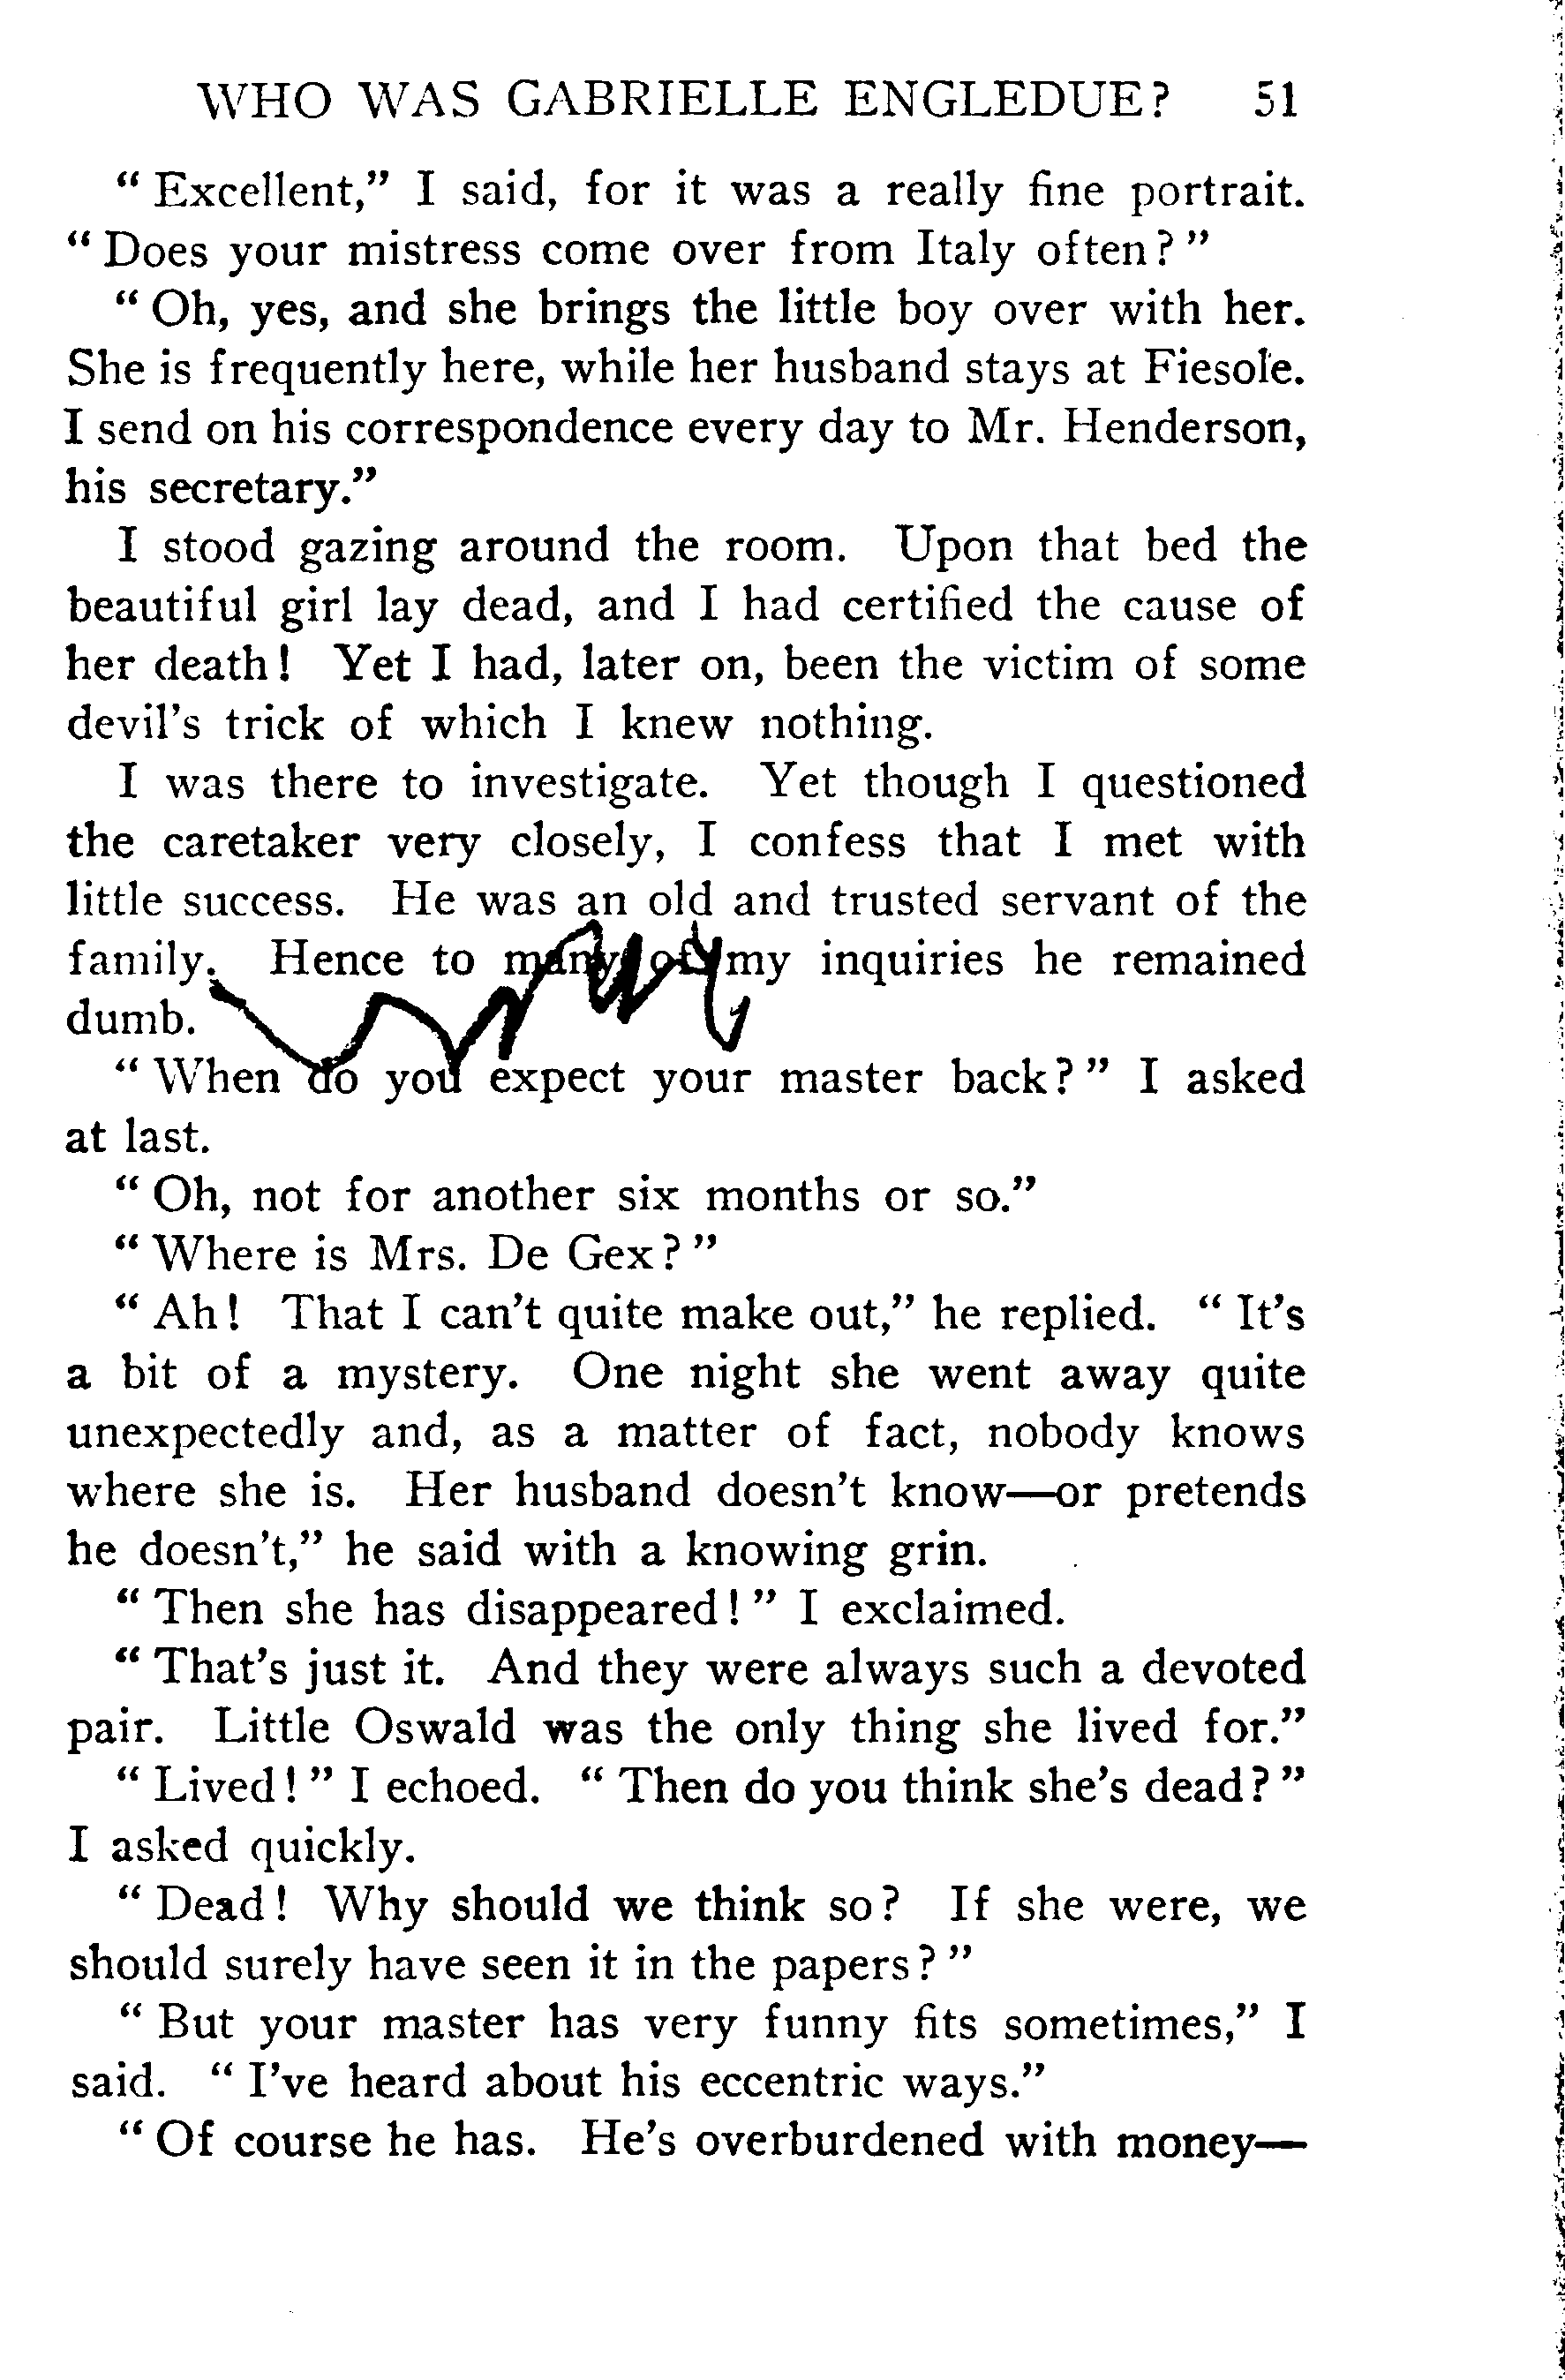 WHO WAS GABRIELLE ENGLEDUE? 51
“Excellent,” I said, for it was a really fine portrait.
“Does your mistress come over from Italy often?”
“Oh, yes, and she brings the little boy over with her.
She is frequently here, while her husband stays at Fiesole.
I send on his correspondence every day to Mr. Henderson,
his secretary.”
I stood gazing around the room. Upon that bed the
beautiful girl lay dead, and I had certified the cause of
her death! Yet I had, later on, been the victim of some
devil's trick of which I knew nothing.
I was there to investigate. Yet though I questioned
the caretaker very closely, I confess that I met with
little success. He was an old and trusted servant of the
family. Hence to many of my inquiries he remained
dumb.
“When do you expect your master back?” I asked
at last.
“Oh, not for another six months or so.”
“Where is Mrs. De Gex?”
“Ah! That I can't quite make out,” he replied. “It's
a bit of a mystery. One night she went away quite
unexpectedly and, as a matter of fact, nobody knows
where she is. Her husband doesn't know—or pretends
he doesn't,” he said with a knowing grin.
“Then she has disappeared!” I exclaimed.
“That's just it. And they were always such a devoted
pair. Little Oswald was the only thing she lived for.”
“Lived!” I echoed. “Then do you think she's dead?”
I asked quickly.
“Dead! Why should we think so? If she were, we
should surely have seen it in the papers?”
“But your master has very funny fits sometimes,” I
said. “I've heard about his eccentric ways.”
“Of course he has. He's overburdened with money—